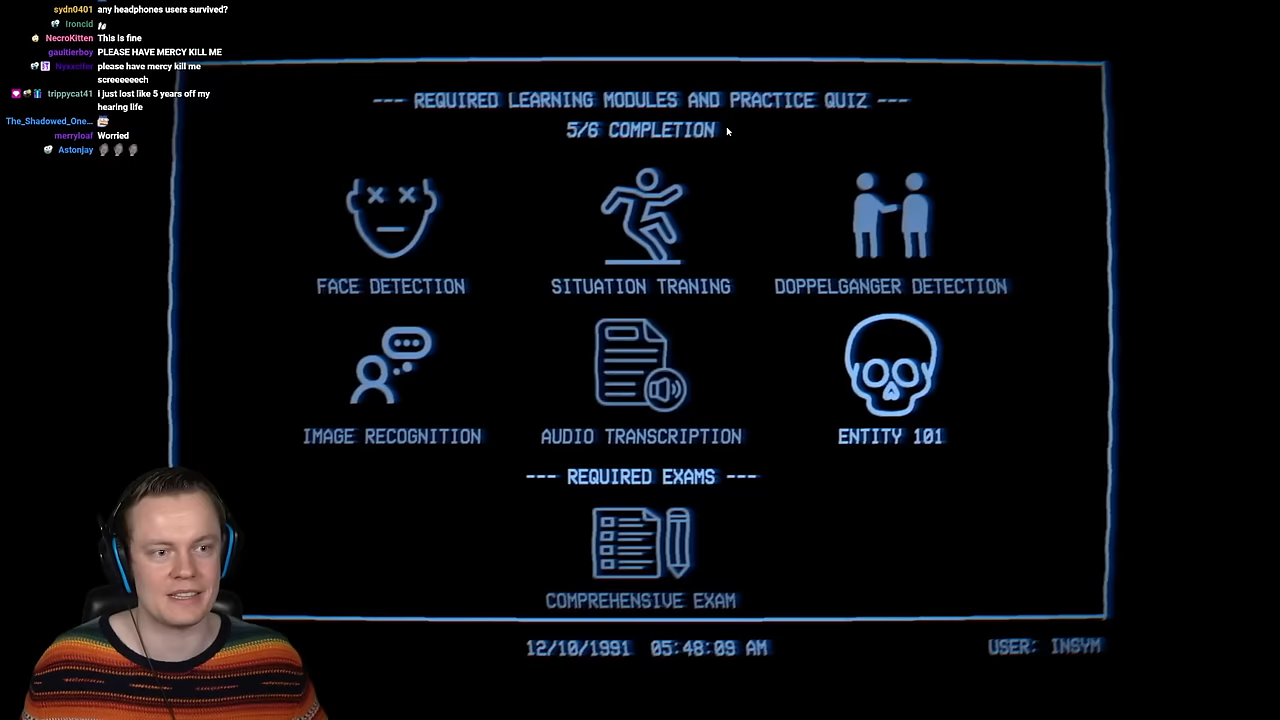 sydn0401 any headphones users survived?
Ironcid
NecroKitten This is fine
gauitierboy PLEASE HAVE MERCY KILL ME
please have mercy kill me
screeeeeech
trippycat41 I just lost like 5 years off my
hearing life
The_Shadowed_One...
merryloaf Worried
Astonjay
--- REQUIRED LEARNING MODULES AND PRACTICE QUIZ ---
5/6 COMPLETION
FACE DETECTION
SITUATION TRANING
DOPPELGANGER DETECTION
IMAGE RECOGNITION
AUDIO TRANSCRIPTION
ENTITY 101
--- REQUIRED EXAMS ---
COMPREHENSIVE EXAM
12/10/1991 05:48:09 AM
USER: INSYM